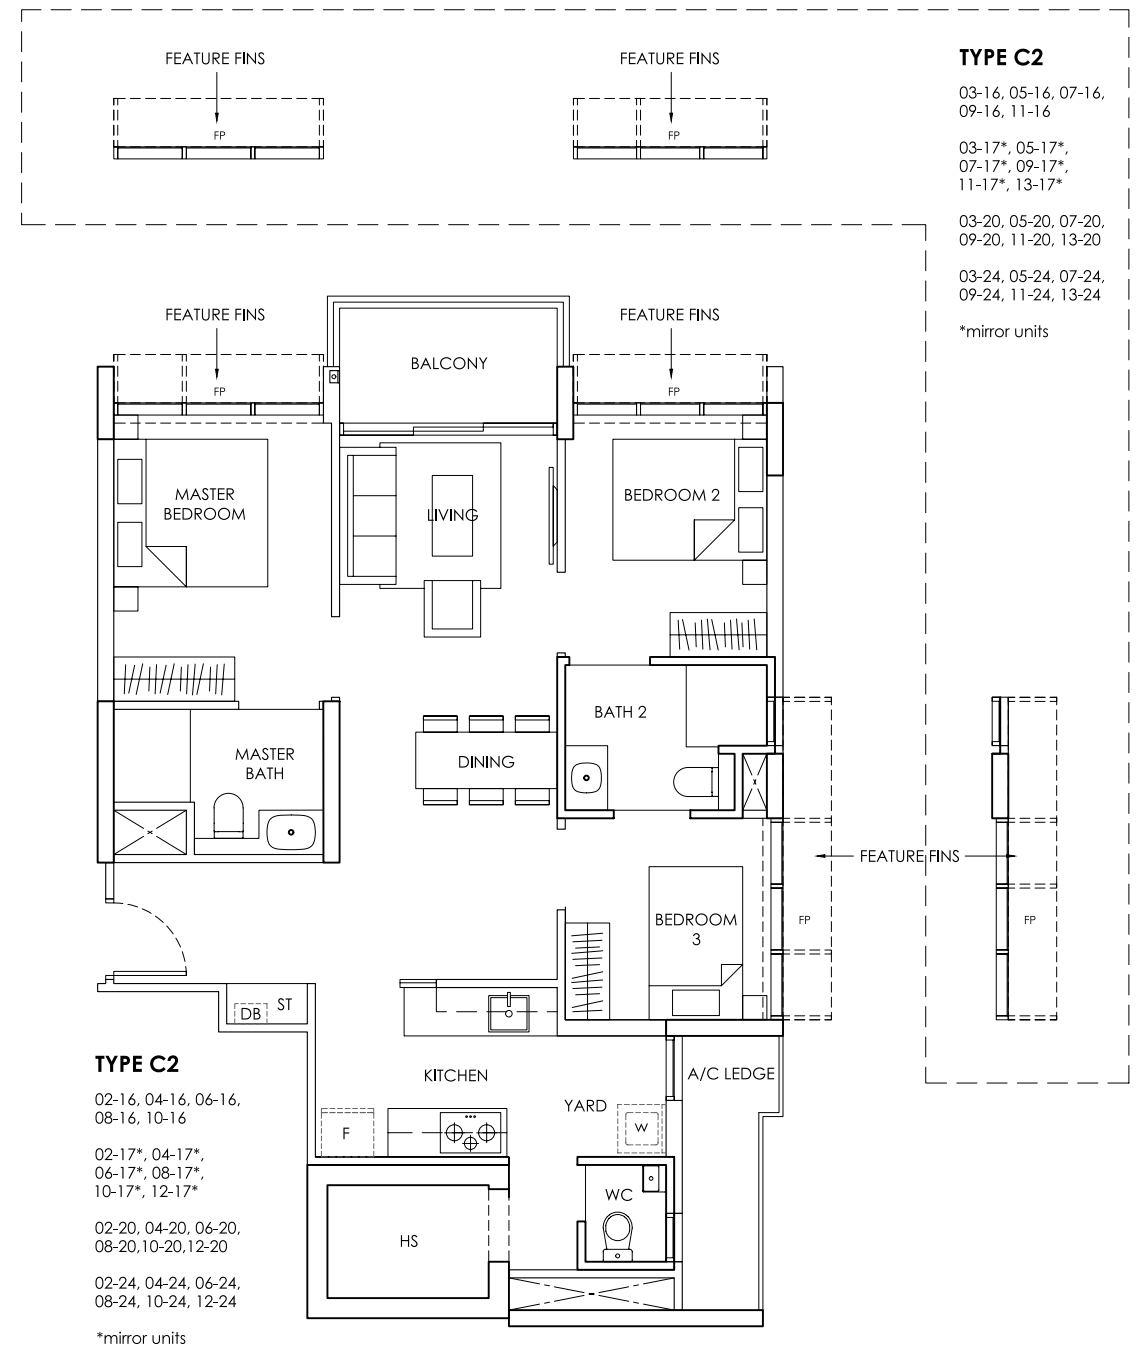 FEATURE FINS
FP
FEATURE FINS
FP
TYPE C2
03-16, 05-16, 07-16,
09-16, 11-16
03-17*, 05-17*,
07-17*, 09-17*,
11-17*, 13-17*
03-20, 05-20, 07-20,
09-20, 11-20, 13-20
03-24, 05-24, 07-24,
09-24, 11-24, 13-24
*mirror units
FEATURE FINS
FP
BALCONY
FEATURE FINS
FP
MASTER
BEDROOM
LIVING
BEDROOM 2
BATH 2
MASTER
BATH
DINING
FEATURE FINS
BEDROOM
3
FP
FP
DB
ST
TYPE C2
02-16, 04-16, 06-16,
08-16, 10-16
02-17*, 04-17*,
06-17*, 08-17*,
10-17*, 12-17*
02-20, 04-20, 06-20,
08-20,10-20,12-20
02-24, 04-24, 06-24,
08-24, 10-24, 12-24
*mirror units
KITCHEN
A/C LEDGE
YARD
F
W
WC
HS